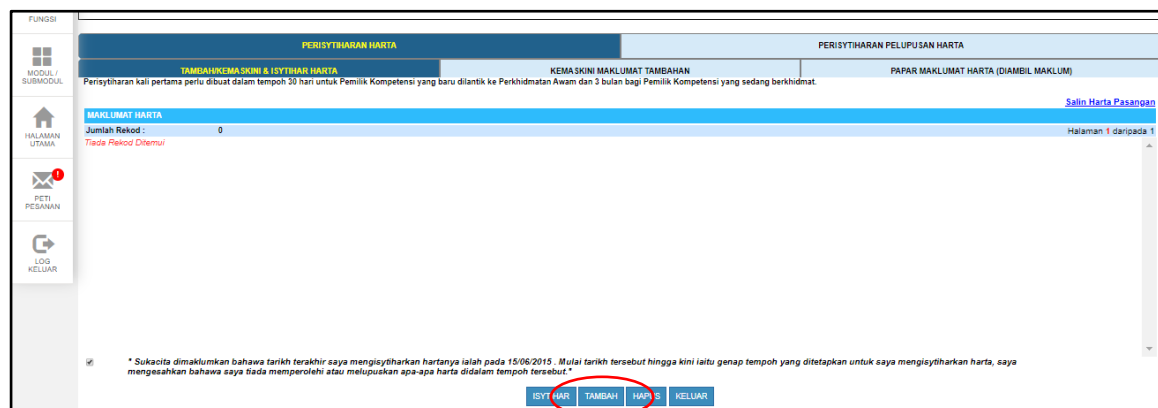 FUNGSI
MODUL /
SUBMODUL
HALAMAN
UTAMA
PETI
PESANAN
LOG
KELUAR
PERISYTIHARAN HARTA
PERISYTIHARAN PELUPUSAN HARTA
TAMBAH/KEMASKINI & ISYTIHAR HARTA
KEMASKINI MAKLUMAT TAMBAHAN
PAPAR MAKLUMAT HARTA (DIAMBIL MAKLUM)
Perisytiharan kali pertama perlu dibuat dalam tempoh 30 hari untuk Pemilik Kompetensi yang baru dilantik ke Perkhidmatan Awam dan 3 bulan bagi Pemilik Kompetensi yang sedang berkhidmat.
Salin Harta Pasangan
MAKLUMAT HARTA
Jumlah Rekod : 0
Halaman 1 daripada 1
Tiada Rekod Ditemui
* Sukacita dimaklumkan bahawa tarikh terakhir saya mengisytiharkan hartanya ialah pada 15/06/2015 . Mulai tarikh tersebut hingga kini iaitu genap tempoh yang ditetapkan untuk saya mengisytiharkan harta, saya
mengesahkan bahawa saya tiada memperolehi atau melupuskan apa-apa harta didalam tempoh tersebut.*
ISYTIHAR TAMBAH HAPUS KELUAR